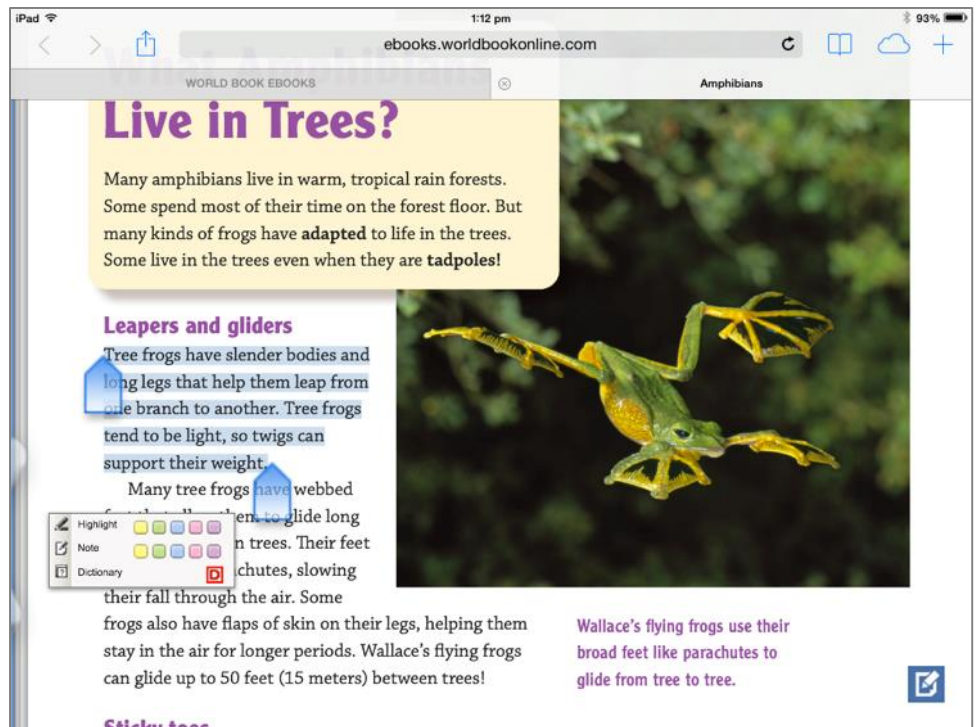 iPad 1:12 pm 93%
ebooks.worldbookonline.com
WORLD BOOK EBOOKS Amphibians
What Amphibians
Live in Trees?
Many amphibians live in warm, tropical rain forests.
Some spend most of their time on the forest floor. But
many kinds of frogs have adapted to life in the trees.
Some live in the trees even when they are tadpoles!
Leapers and gliders
Tree frogs have slender bodies and
long legs that help them leap from
one branch to another. Tree frogs
tend to be light, so twigs can
support their weight.
Many tree frogs have webbed
them to glide long
n trees. Their feet
chutes, slowing
their fall through the air. Some
frogs also have flaps of skin on their legs, helping them
stay in the air for longer periods. Wallace's flying frogs
can glide up to 50 feet (15 meters) between trees!
Highlight
Note
Dictionary D
Wallace's flying frogs use their
broad feet like parachutes to
glide from tree to tree.
Sticky toes